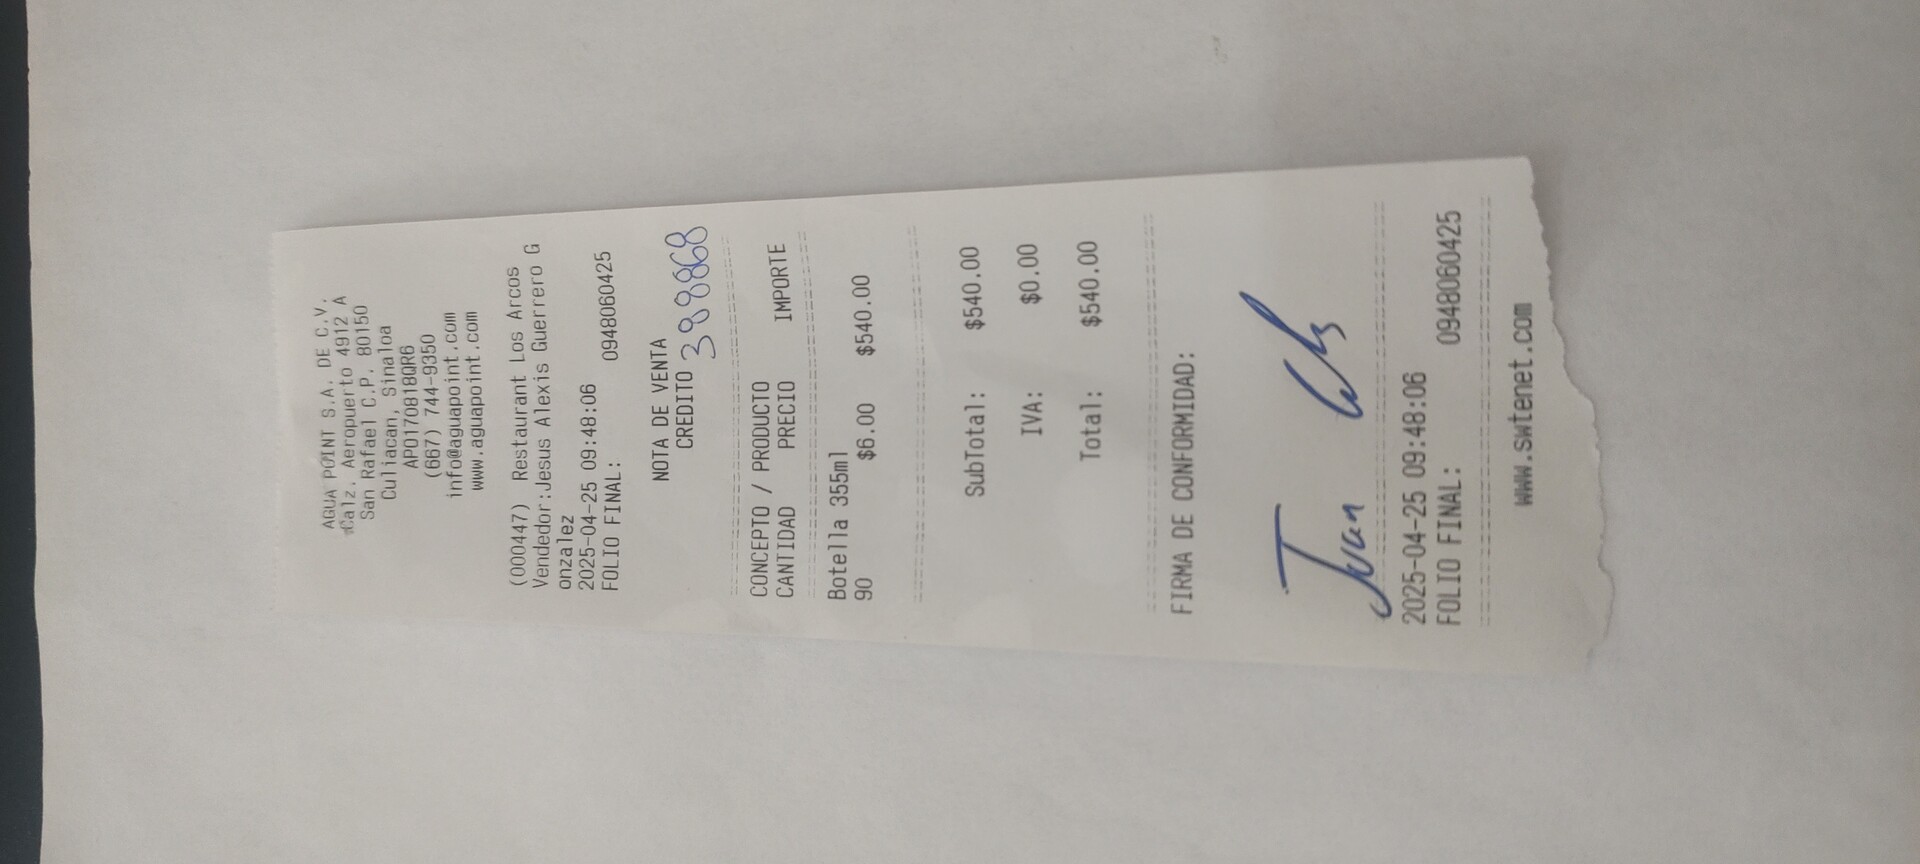 AGUA POINT S.A. DE C.V.
Calz. Aeropuerto 4912 A
San Rafael C.P. 80150
Culiacan, Sinaloa
APO170818QR6
(667) 744-9350
info@aguapoint.com
www.aguapoint.com
(000447) Restaurant Los Arcos
Vendedor:Jesus Alexis Guerrero G
onzalez
2025-04-25 09:48:06
FOLIO FINAL: 0948060425
NOTA DE VENTA
CREDITO 388868
CONCEPTO / PRODUCTO
CANTIDAD PRECIO IMPORTE
Botella 355ml
90 $6.00 $540.00
SubTotal: $540.00
IVA: $0.00
Total: $540.00
FIRMA DE CONFORMIDAD:
Juan
2025-04-25 09:48:06
FOLIO FINAL: 0948060425
www.swtenet.com